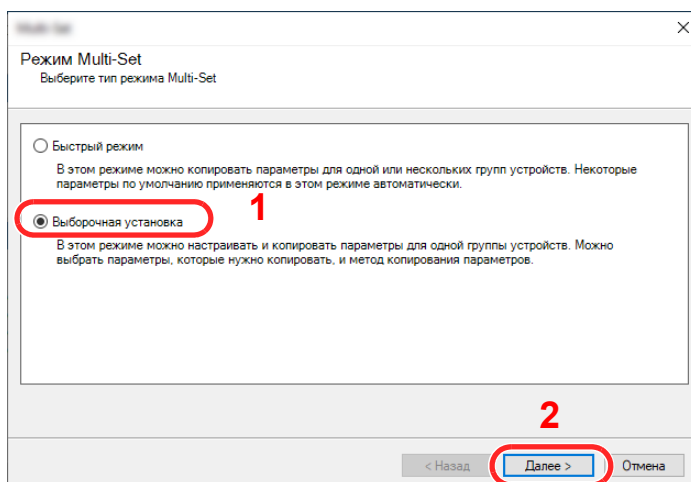 Multi-Set
Режим Multi-Set
Выберите тип режима Multi-Set
Быстрый режим
В этом режиме можно копировать параметры для одной или нескольких групп устройств. Некоторые
параметры по умолчанию применяются в этом режиме автоматически.
1
Выборочная установка
В этом режиме можно настраивать и копировать параметры для одной группы устройств. Можно
выбрать параметры, которые нужно копировать, и метод копирования параметров.
2
< Назад Далее > Отмена